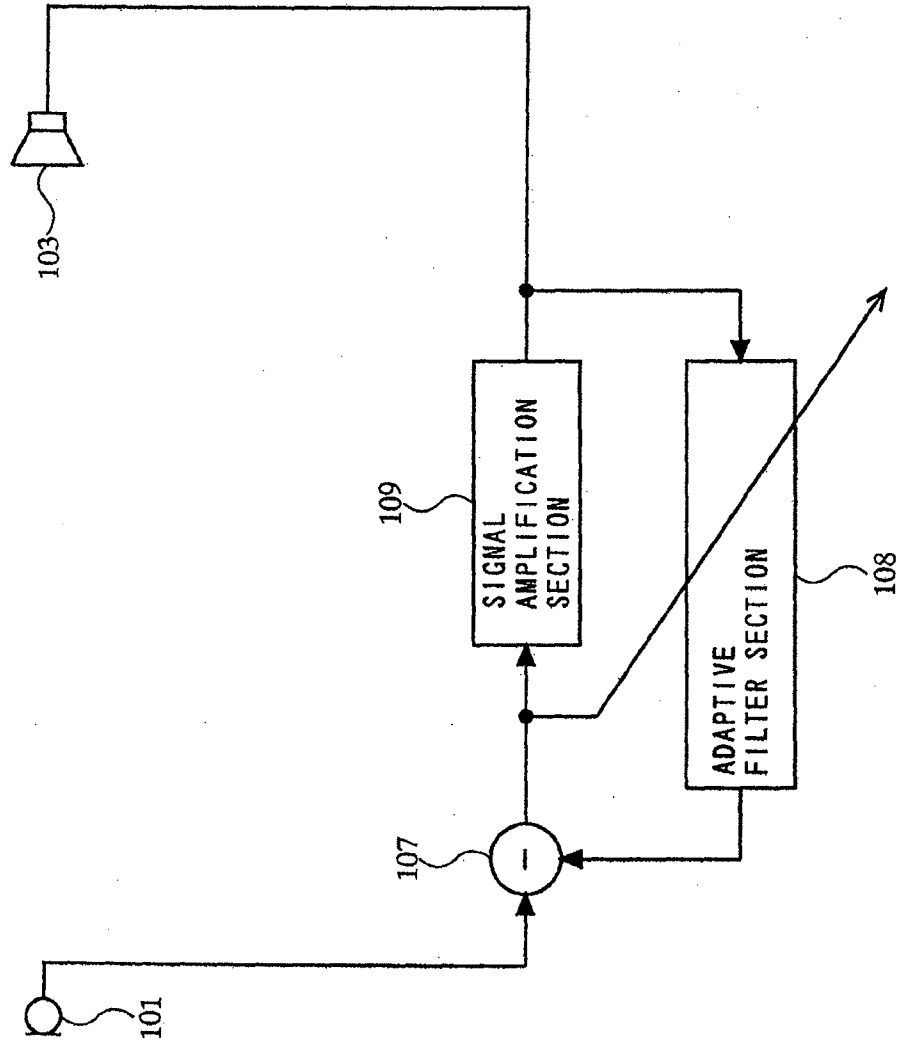 103
109
SIGNAL
AMPLIFICATION
SECTION
107
−
ADAPTIVE
FILTER SECTION
108
101